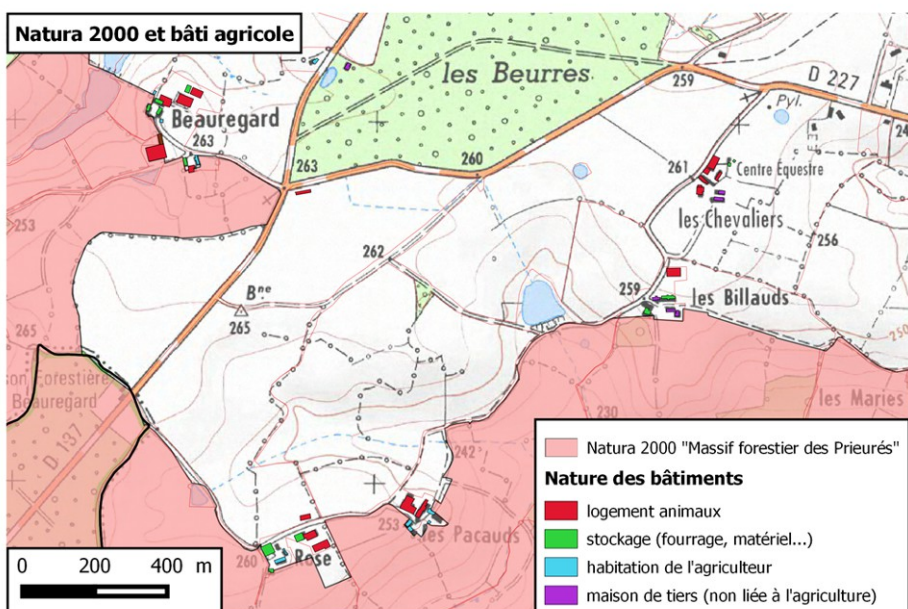 Natura 2000 et bâti agricole
les Beurres
259
D 227
Pyl.
Beauregard
263
263
260
261
Centre Equestre
les Chevaliers
253
256
262
Bne
265
259
les Billauds
265
Beauregard
250
les Maries
230
D 137
242
253
les Pacauds
260
Rose
0 200 400 m
Natura 2000 "Massif forestier des Prieurés"
Nature des bâtiments
logement animaux
stockage (fourrage, matériel...)
habitation de l'agriculteur
maison de tiers (non liée à l'agriculture)